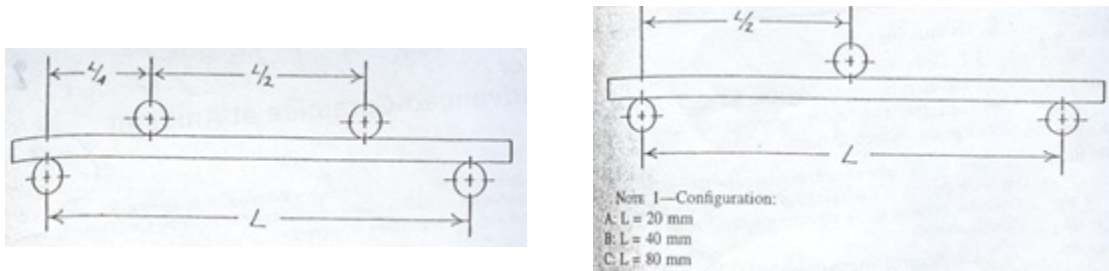 L/4
L/2
L
L/2
L
NOTE 1—Configuration:
A: L = 20 mm
B: L = 40 mm
C: L = 80 mm